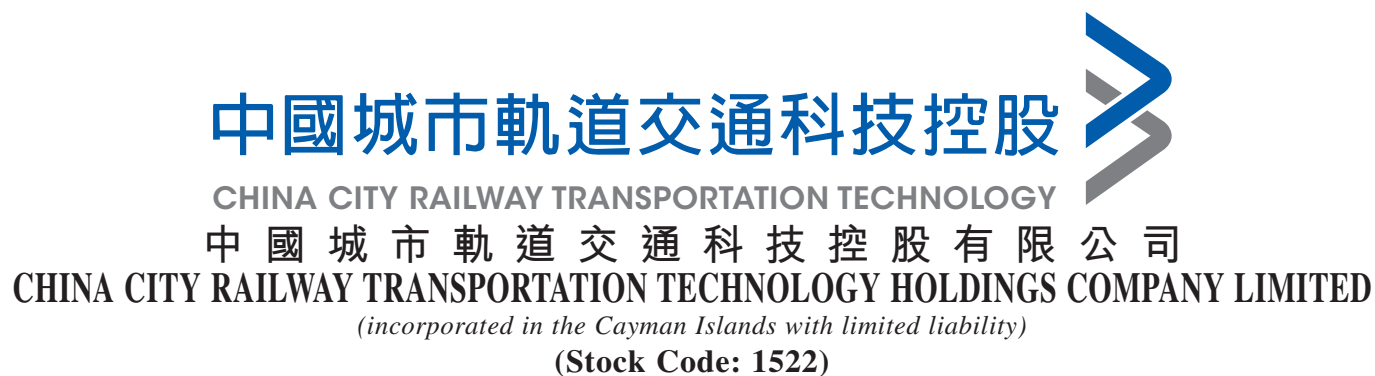 中國城市軌道交通科技控股
CHINA CITY RAILWAY TRANSPORTATION TECHNOLOGY
中國城市軌道交通科技控股有限公司
CHINA CITY RAILWAY TRANSPORTATION TECHNOLOGY HOLDINGS COMPANY LIMITED
(incorporated in the Cayman Islands with limited liability)
(Stock Code: 1522)